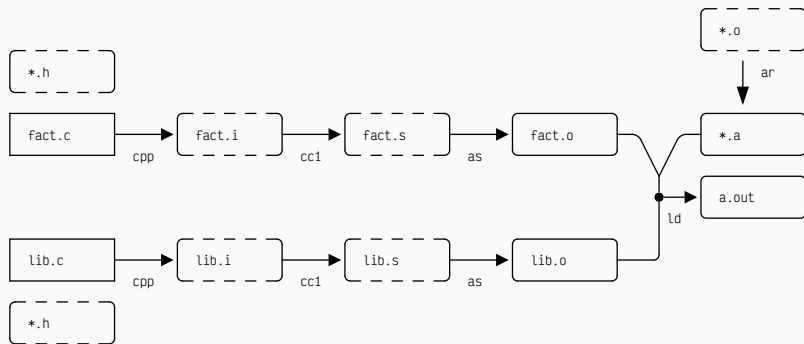 *.o
*.h
ar
fact.c
fact.i
fact.s
fact.o
*.a
cpp
cc1
as
a.out
ld
lib.c
lib.i
lib.s
lib.o
cpp
cc1
as
*.h